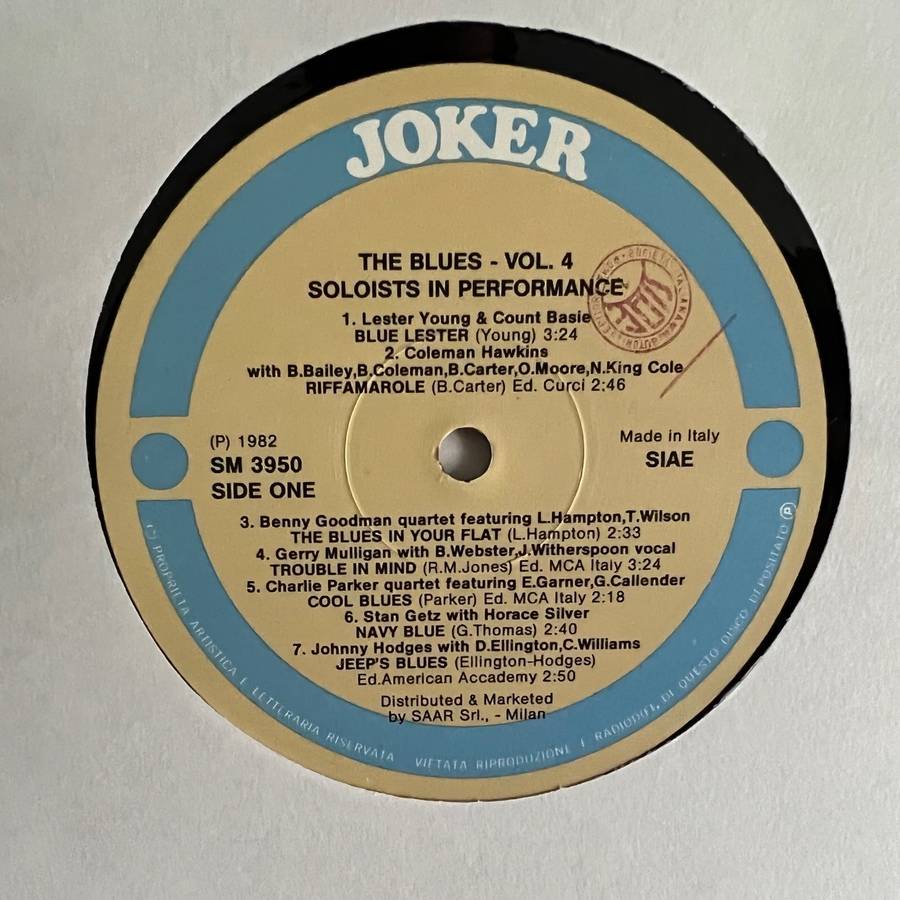 JOKER
THE BLUES - VOL. 4
SOLOISTS IN PERFORMANCE
1. Lester Young & Count Basie
BLUE LESTER (Young) 3:24
2. Coleman Hawkins
with B.Bailey,B.Coleman,B.Carter,O.Moore,N.King Cole
RIFFAMAROLE (B.Carter) Ed. Curci 2:46
(P) 1982
SM 3950
SIDE ONE
Made in Italy
SIAE
3. Benny Goodman quartet featuring L.Hampton,T.Wilson
THE BLUES IN YOUR FLAT (L.Hampton) 2:33
4. Gerry Mulligan with B.Webster,J.Witherspoon vocal
TROUBLE IN MIND (R.M.Jones) Ed. MCA Italy 3:24
5. Charlie Parker quartet featuring E.Garner,G.Callender
COOL BLUES (Parker) Ed. MCA Italy 2:18
6. Stan Getz with Horace Silver
NAVY BLUE (G.Thomas) 2:40
7. Johnny Hodges with D.Ellington,C.Williams
JEEP'S BLUES (Ellington-Hodges)
Ed.American Accademy 2:50
Distributed & Marketed
by SAAR Srl., - Milan
PROPRIETA ARTISTICA E LETTERARIA RISERVATA VIETATA RIPRODUZIONE E RADIODIF. DI QUESTO DISCO DEPOSITATO Ⓟ